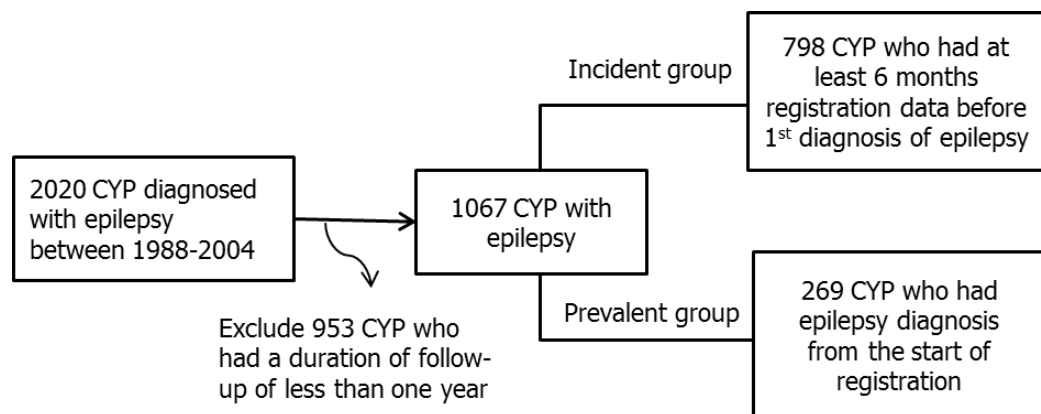 2020 CYP diagnosed
with epilepsy
between 1988-2004
Exclude 953 CYP who
had a duration of follow-
up of less than one year
1067 CYP with
epilepsy
Incident group
798 CYP who had at
least 6 months
registration data before
1st diagnosis of epilepsy
Prevalent group
269 CYP who had
epilepsy diagnosis
from the start of
registration